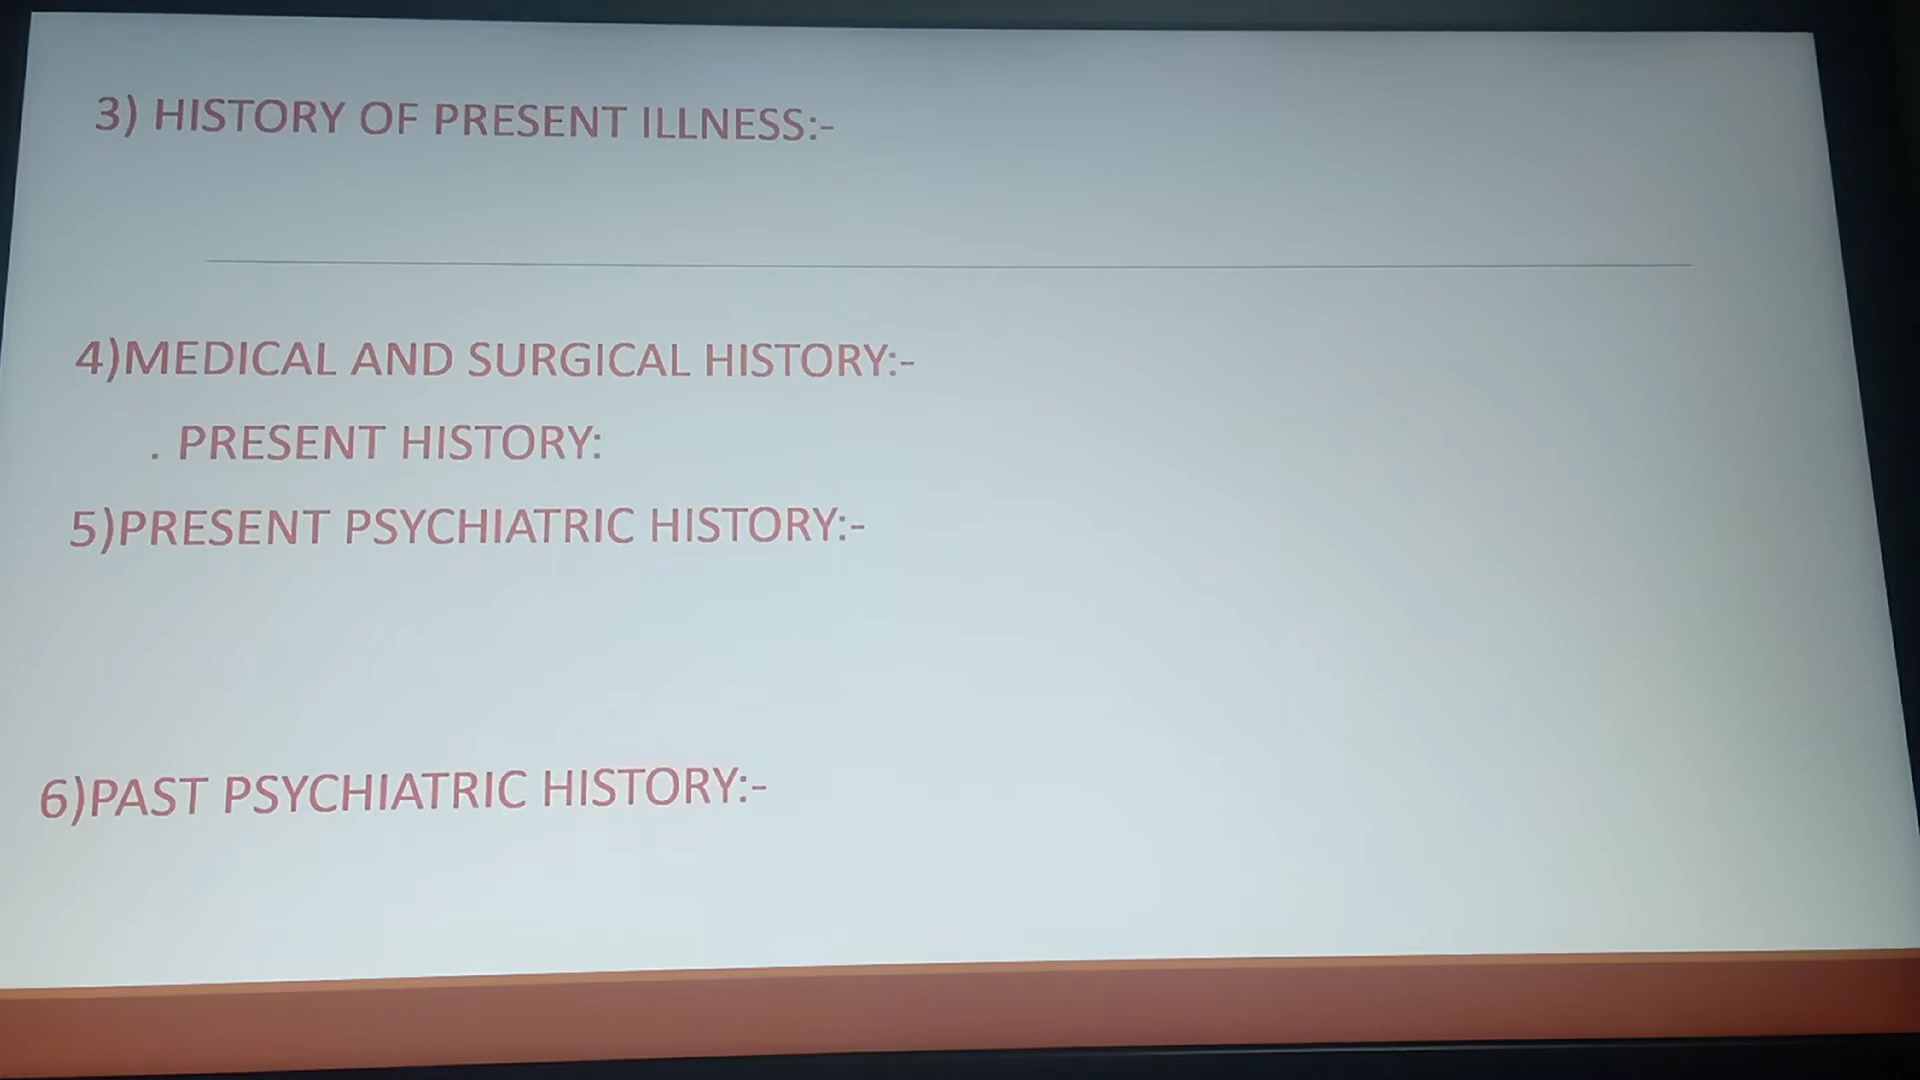 3) HISTORY OF PRESENT ILLNESS:-
4)MEDICAL AND SURGICAL HISTORY:-
. PRESENT HISTORY:
5)PRESENT PSYCHIATRIC HISTORY:-
6)PAST PSYCHIATRIC HISTORY:-